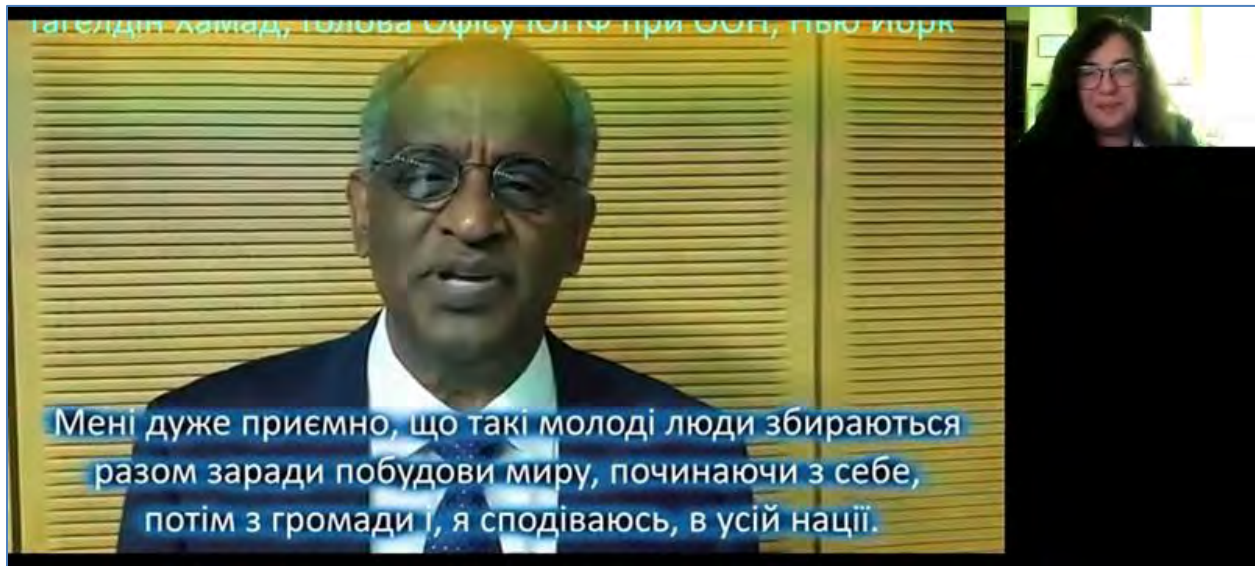 Тагелдін Хамад, Голова Офісу ЮПФ при ООН, Нью Йорк
Мені дуже приємно, що такі молоді люди збираються
разом заради побудови миру, починаючи з себе,
потім з громади і, я сподіваюсь, в усій нації.